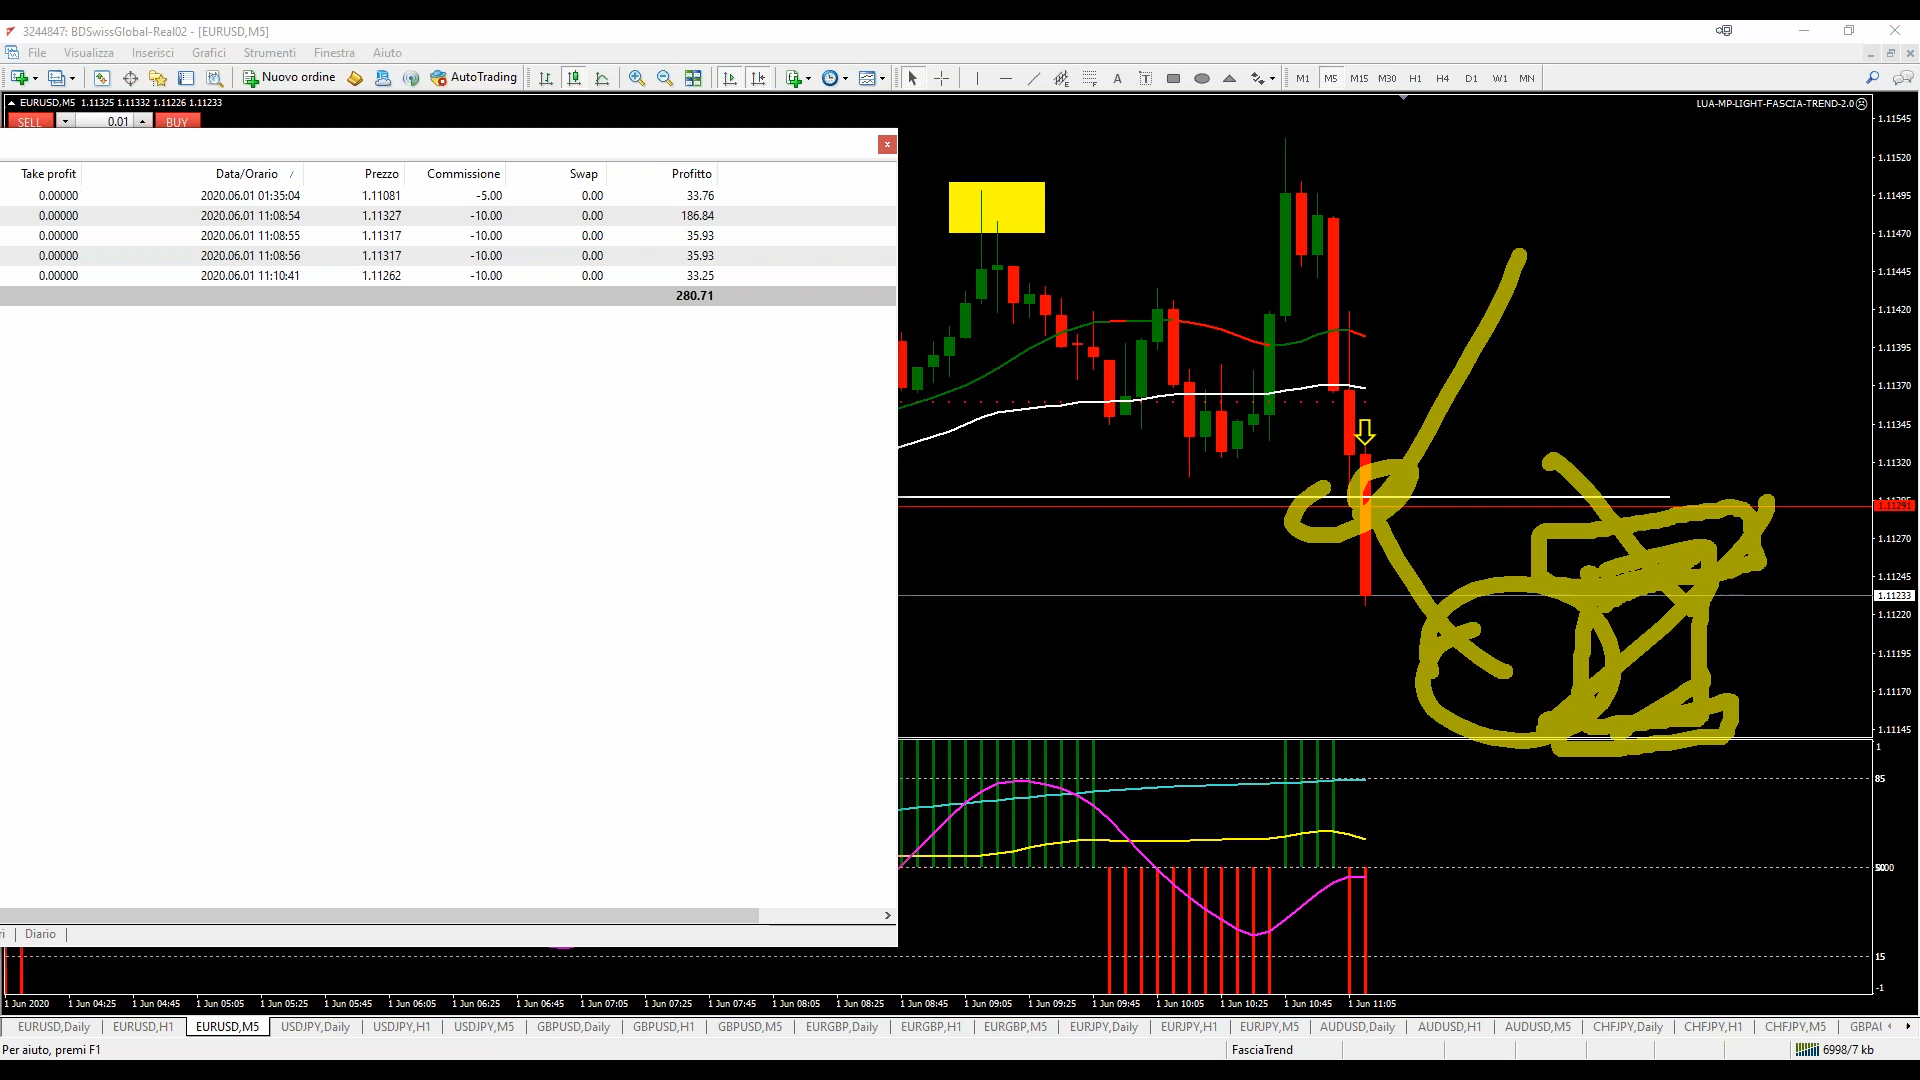 3244847: BDSwissGlobal-Real02 - [EURUSD,M5]
File Visualizza Inserisci Grafici Strumenti Finestra Aiuto
Nuovo ordine AutoTrading A T M1 M5 M15 M30 H1 H4 D1 W1 MN
EURUSD,M5 1.11325 1.11332 1.11226 1.11233
LUA-MP-LIGHT-FASCIA-TREND-2.0
SELL 0.01 BUY
Take profit Data/Orario / Prezzo Commissione Swap Profitto
0.00000 2020.06.01 01:35:04 1.11081 -5.00 0.00 33.76
0.00000 2020.06.01 11:08:54 1.11327 -10.00 0.00 186.84
0.00000 2020.06.01 11:08:55 1.11317 -10.00 0.00 35.93
0.00000 2020.06.01 11:08:56 1.11317 -10.00 0.00 35.93
0.00000 2020.06.01 11:10:41 1.11262 -10.00 0.00 33.25
280.71
1.11545
1.11520
1.11495
1.11470
1.11445
1.11420
1.11395
1.11370
1.11345
1.11320
1.11291
1.11270
1.11245
1.11233
1.11220
1.11195
1.11170
1.11145
1
85
15
-1
Diario
1 Jun 2020 1 Jun 04:25 1 Jun 04:45 1 Jun 05:05 1 Jun 05:25 1 Jun 05:45 1 Jun 06:05 1 Jun 06:25 1 Jun 06:45 1 Jun 07:05 1 Jun 07:25 1 Jun 07:45 1 Jun 08:05 1 Jun 08:25 1 Jun 08:45 1 Jun 09:05 1 Jun 09:25 1 Jun 09:45 1 Jun 10:05 1 Jun 10:25 1 Jun 10:45 1 Jun 11:05
EURUSD,Daily EURUSD,H1 EURUSD,M5 USDJPY,Daily USDJPY,H1 USDJPY,M5 GBPUSD,Daily GBPUSD,H1 GBPUSD,M5 EURGBP,Daily EURGBP,H1 EURGBP,M5 EURJPY,Daily EURJPY,H1 EURJPY,M5 AUDUSD,Daily AUDUSD,H1 AUDUSD,M5 CHFJPY,Daily CHFJPY,H1 CHFJPY,M5
Per aiuto, premi F1
FasciaTrend
6998/7 kb